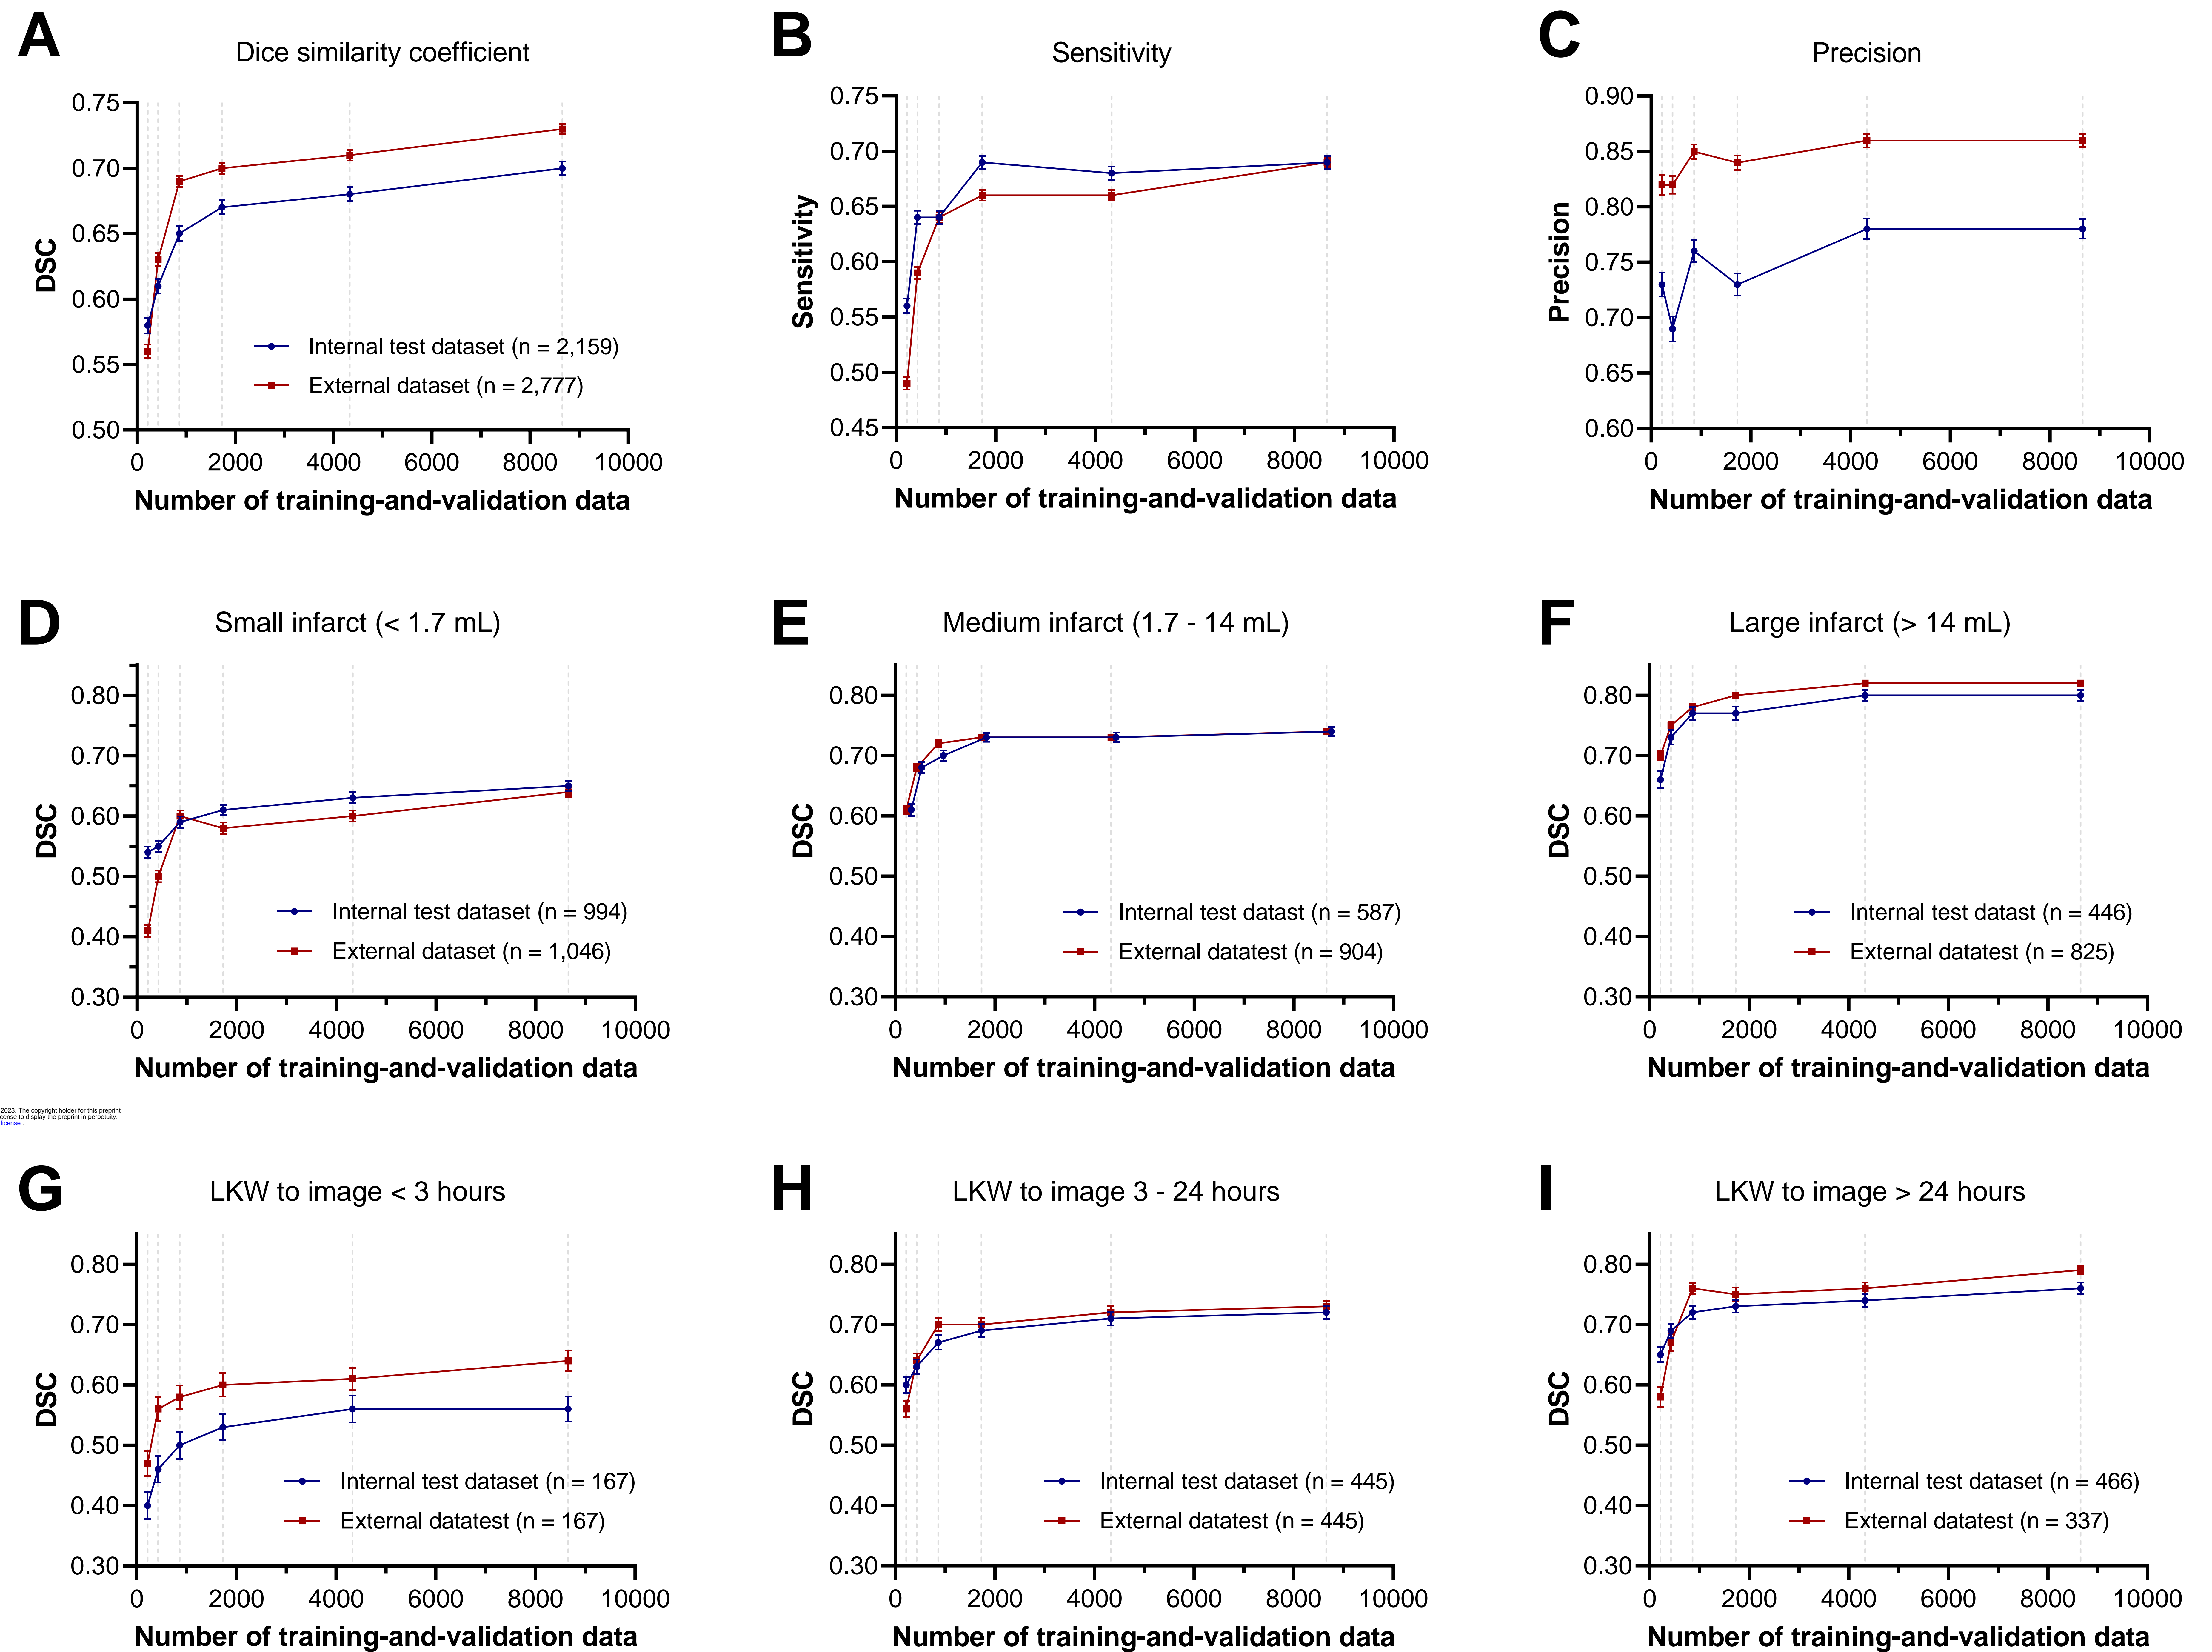 A
Dice similarity coefficient
0.75
0.70
0.65
0.60
0.55
0.50
DSC
Internal test dataset (n = 2,159)
External dataset (n = 2,777)
0 2000 4000 6000 8000 10000
Number of training-and-validation data
B
Sensitivity
0.75
0.70
0.65
0.60
0.55
0.50
0.45
Sensitivity
0 2000 4000 6000 8000 10000
Number of training-and-validation data
C
Precision
0.90
0.85
0.80
0.75
0.70
0.65
0.60
Precision
0 2000 4000 6000 8000 10000
Number of training-and-validation data
D
Small infarct (< 1.7 mL)
0.80
0.70
0.60
0.50
0.40
0.30
DSC
Internal test dataset (n = 994)
External dataset (n = 1,046)
0 2000 4000 6000 8000 10000
Number of training-and-validation data
E
Medium infarct (1.7 - 14 mL)
0.80
0.70
0.60
0.50
0.40
0.30
DSC
Internal test datast (n = 587)
External datatest (n = 904)
0 2000 4000 6000 8000 10000
Number of training-and-validation data
F
Large infarct (> 14 mL)
0.80
0.70
0.60
0.50
0.40
0.30
DSC
Internal test datast (n = 446)
External datatest (n = 825)
0 2000 4000 6000 8000 10000
Number of training-and-validation data
2023. The copyright holder for this preprint
cense to display the preprint in perpetuity.
license .
G
LKW to image < 3 hours
0.80
0.70
0.60
0.50
0.40
0.30
DSC
Internal test dataset (n = 167)
External datatest (n = 167)
0 2000 4000 6000 8000 10000
Number of training-and-validation data
H
LKW to image 3 - 24 hours
0.80
0.70
0.60
0.50
0.40
0.30
DSC
Internal test dataset (n = 445)
External datatest (n = 445)
0 2000 4000 6000 8000 10000
Number of training-and-validation data
I
LKW to image > 24 hours
0.80
0.70
0.60
0.50
0.40
0.30
DSC
Internal test dataset (n = 466)
External datatest (n = 337)
0 2000 4000 6000 8000 10000
Number of training-and-validation data